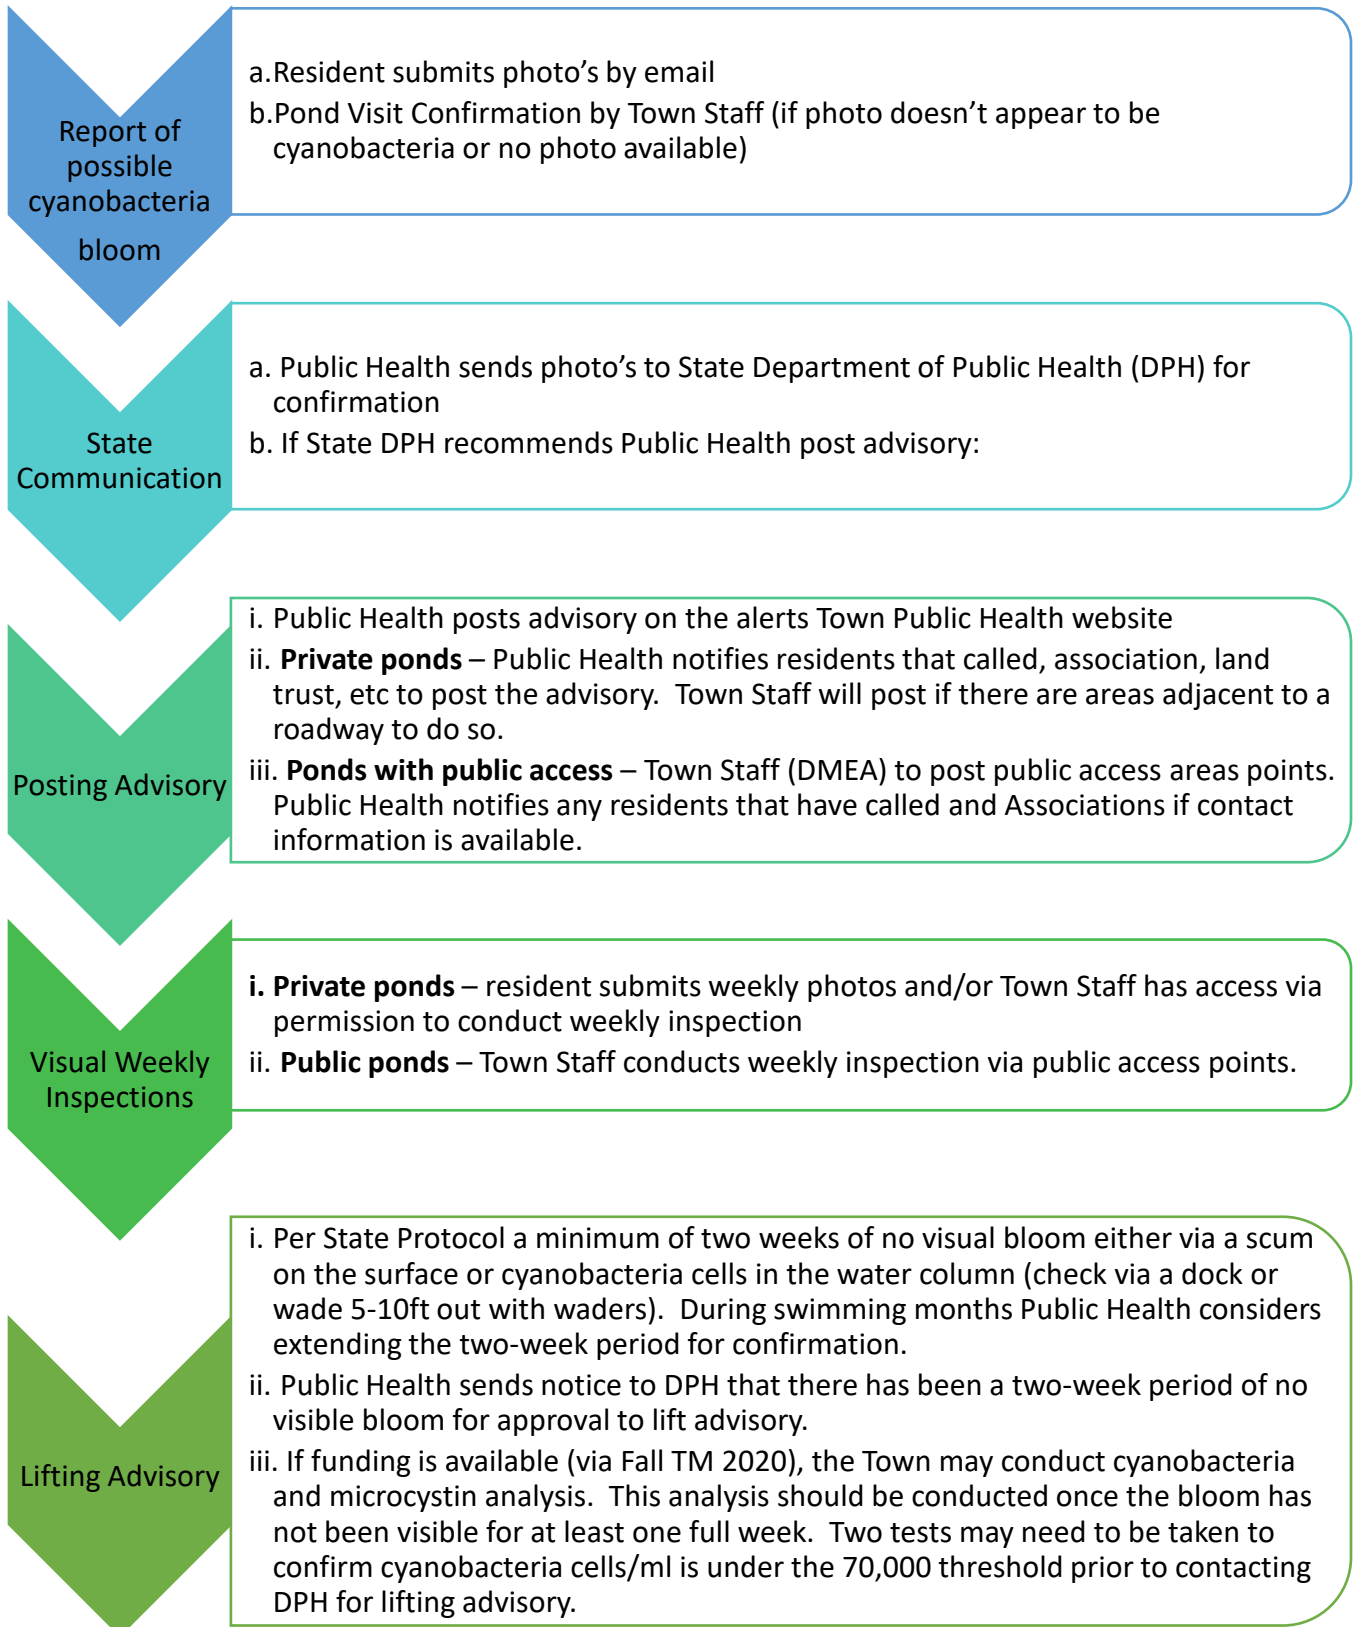 Report of
possible
cyanobacteria
bloom
a.Resident submits photo’s by email
b.Pond Visit Confirmation by Town Staff (if photo doesn’t appear to be
cyanobacteria or no photo available)
State
Communication
a. Public Health sends photo’s to State Department of Public Health (DPH) for
confirmation
b. If State DPH recommends Public Health post advisory:
Posting Advisory
i. Public Health posts advisory on the alerts Town Public Health website
ii. Private ponds – Public Health notifies residents that called, association, land
trust, etc to post the advisory.  Town Staff will post if there are areas adjacent to a
roadway to do so.
iii. Ponds with public access – Town Staff (DMEA) to post public access areas points.
Public Health notifies any residents that have called and Associations if contact
information is available.
Visual Weekly
Inspections
i. Private ponds – resident submits weekly photos and/or Town Staff has access via
permission to conduct weekly inspection
ii. Public ponds – Town Staff conducts weekly inspection via public access points.
Lifting Advisory
i. Per State Protocol a minimum of two weeks of no visual bloom either via a scum
on the surface or cyanobacteria cells in the water column (check via a dock or
wade 5-10ft out with waders).  During swimming months Public Health considers
extending the two-week period for confirmation.
ii. Public Health sends notice to DPH that there has been a two-week period of no
visible bloom for approval to lift advisory.
iii. If funding is available (via Fall TM 2020), the Town may conduct cyanobacteria
and microcystin analysis.  This analysis should be conducted once the bloom has
not been visible for at least one full week.  Two tests may need to be taken to
confirm cyanobacteria cells/ml is under the 70,000 threshold prior to contacting
DPH for lifting advisory.